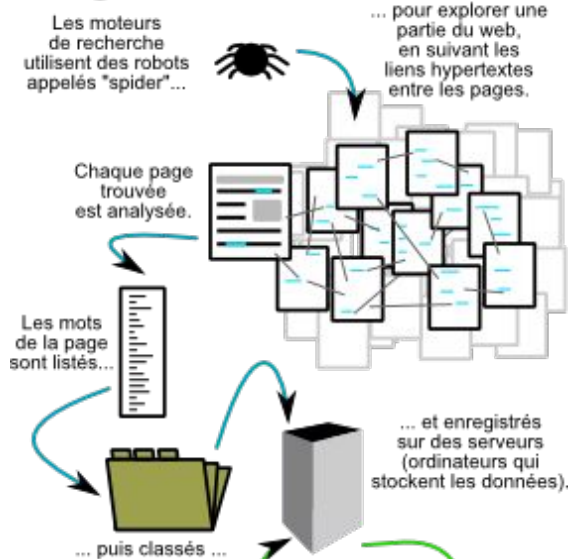 Les moteurs
de recherche
utilisent des robots
appelés "spider"...
... pour explorer une
partie du web,
en suivant les
liens hypertextes
entre les pages.
Chaque page
trouvée
est analysée.
Les mots
de la page
sont listés...
... puis classés ...
... et enregistrés
sur des serveurs
(ordinateurs qui
stockent les données).